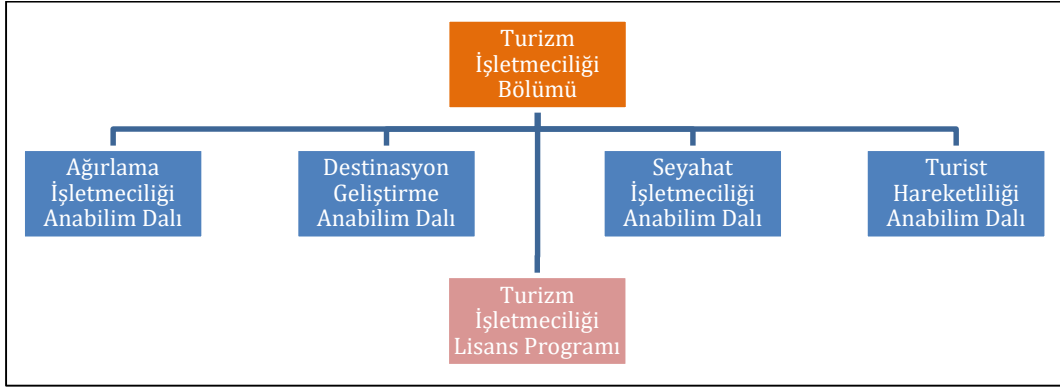 Turizm
İşletmeciliği
Bölümü
Ağırlama
İşletmeciliği
Anabilim Dalı
Destinasyon
Geliştirme
Anabilim Dalı
Seyahat
İşletmeciliği
Anabilim Dalı
Turist
Hareketliliği
Anabilim Dalı
Turizm
İşletmeciliği
Lisans Programı